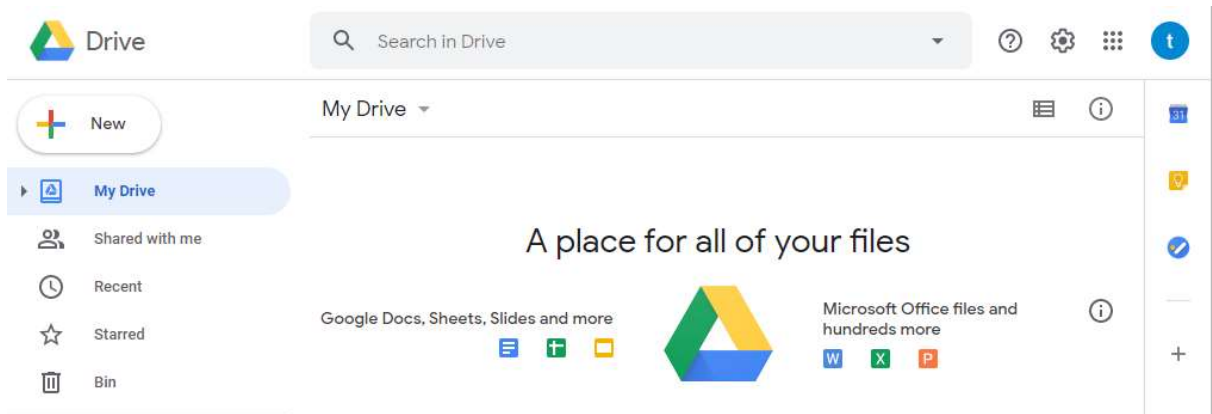 Drive
Search in Drive
t
New
My Drive
31
My Drive
Shared with me
Recent
Starred
Bin
A place for all of your files
Google Docs, Sheets, Slides and more
Microsoft Office files and
hundreds more
W X P